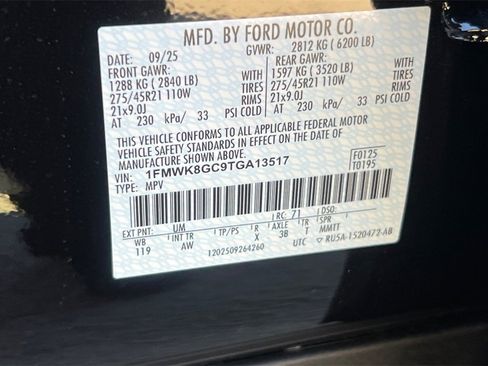 MFD. BY FORD MOTOR CO.
DATE: 09/25 GVWR: 2812 KG ( 6200 LB)
FRONT GAWR: REAR GAWR:
1288 KG ( 2840 LB) WITH 1597 KG ( 3520 LB) WITH
275/45R21 110W TIRES 275/45R21 110W TIRES
21x9.0J RIMS 21x9.0J RIMS
AT 230 kPa/ 33 PSI COLD AT 230 kPa/ 33 PSI COLD
THIS VEHICLE CONFORMS TO ALL APPLICABLE FEDERAL MOTOR
VEHICLE SAFETY STANDARDS IN EFFECT ON THE DATE OF
MANUFACTURE SHOWN ABOVE.
VIN: 1FMWK8GC9TGA13517 F0125
TYPE: MPV T0195
EXT PNT: UM RC: 71 DSO:
WB INT TR TP/PS R AXLE TR SPR
119 AW X 38 T MMTT
1202509264260 UTC ▽ RU5A-1520472-AB